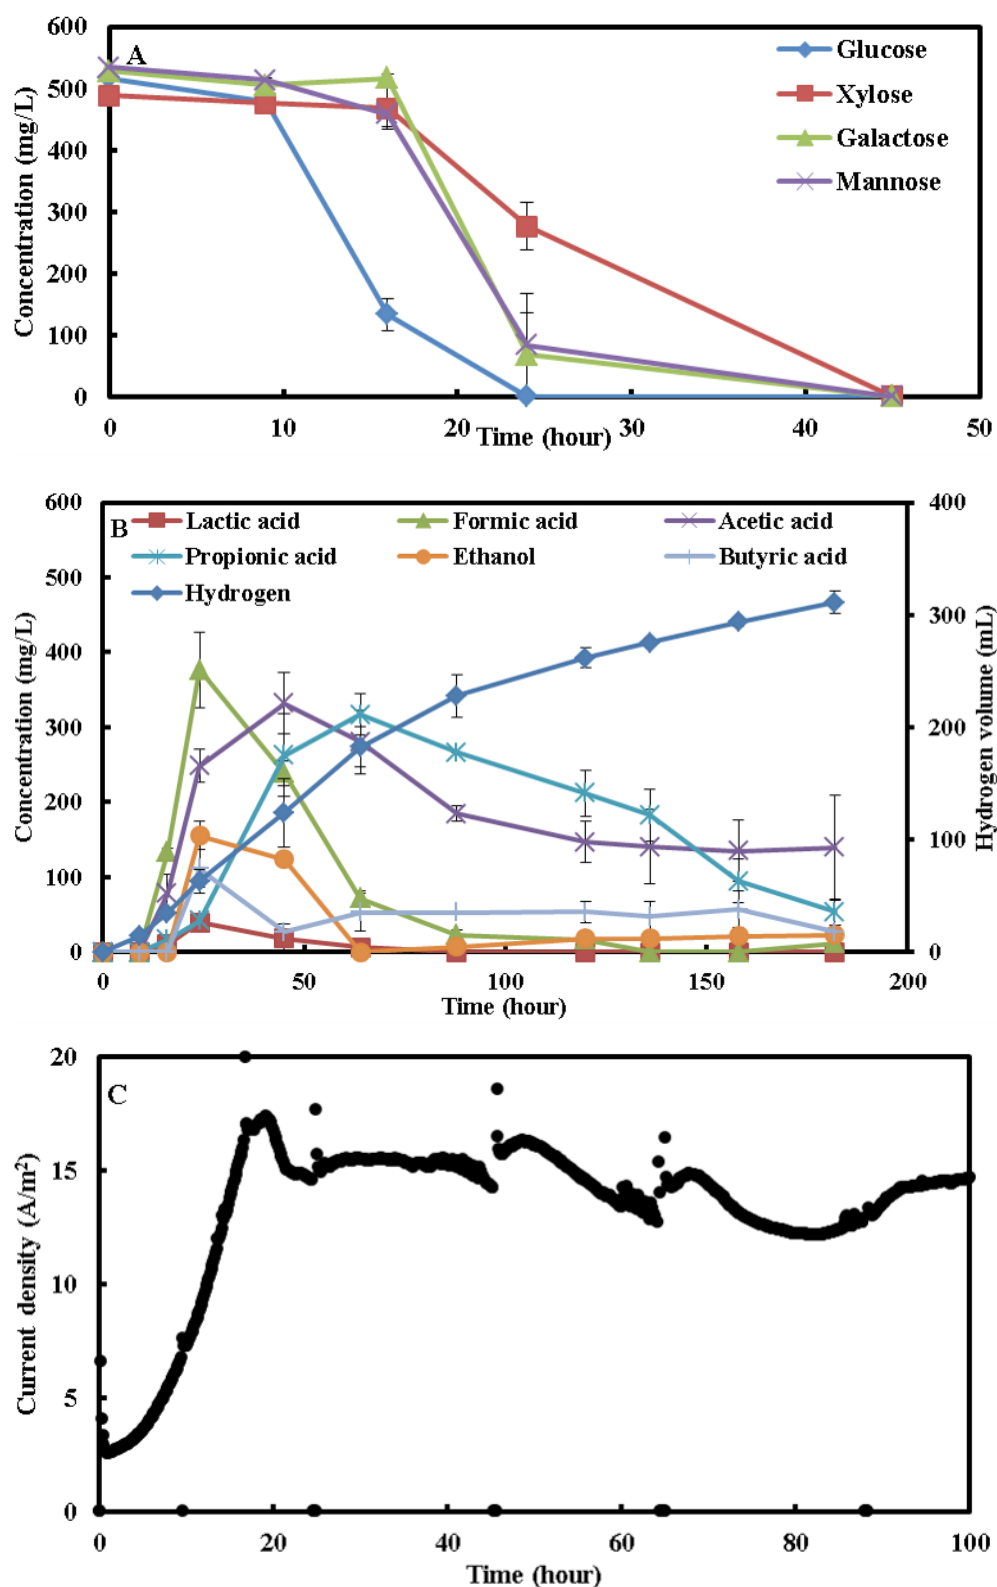 600
A
Glucose
500
Xylose
400
Galactose
Mannose
300
200
100
0
Concentration (mg/L)
0 10 20 30 40 50
Time (hour)
600 400
B
Lactic acid Formic acid Acetic acid
Propionic acid Ethanol Butyric acid
Hydrogen
500
400
300
200
100
0
Concentration (mg/L)
300
200
100
0
Hydrogen volume (mL)
0 50 100 150 200
Time (hour)
20
C
15
10
5
0
Current density (A/m²)
0 20 40 60 80 100
Time (hour)